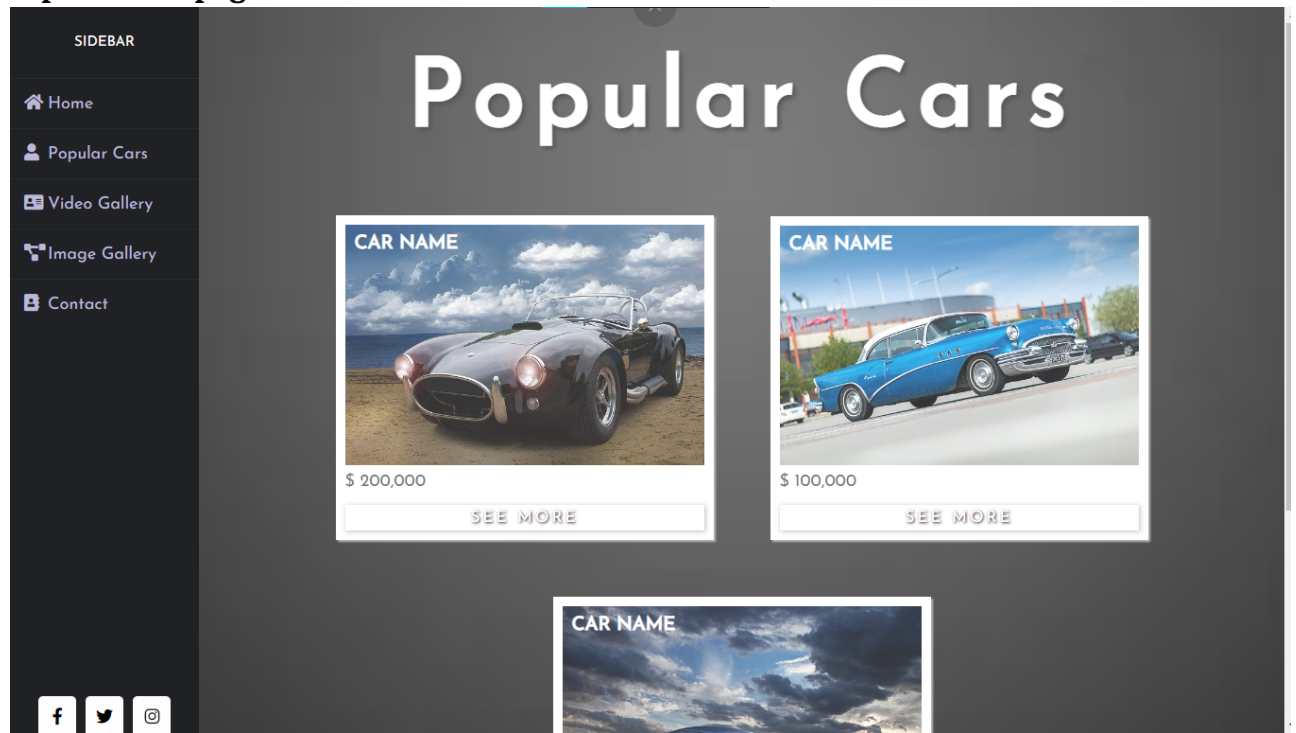 SIDEBAR
Home
Popular Cars
Video Gallery
Image Gallery
Contact
Popular Cars
CAR NAME
$ 200,000
SEE MORE
CAR NAME
$ 100,000
SEE MORE
CAR NAME